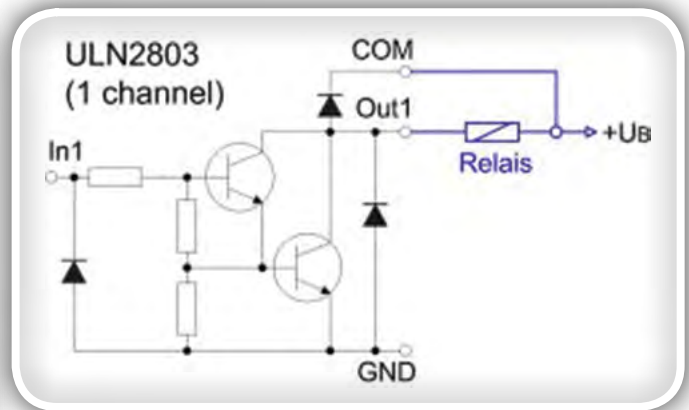 ULN2803
(1 channel)
COM
Out1
+UB
In1
Relais
GND